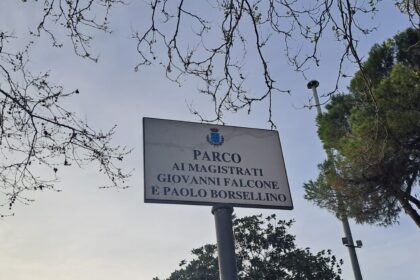 PARCO
AI MAGISTRATI
GIOVANNI FALCONE
E PAOLO BORSELLINO